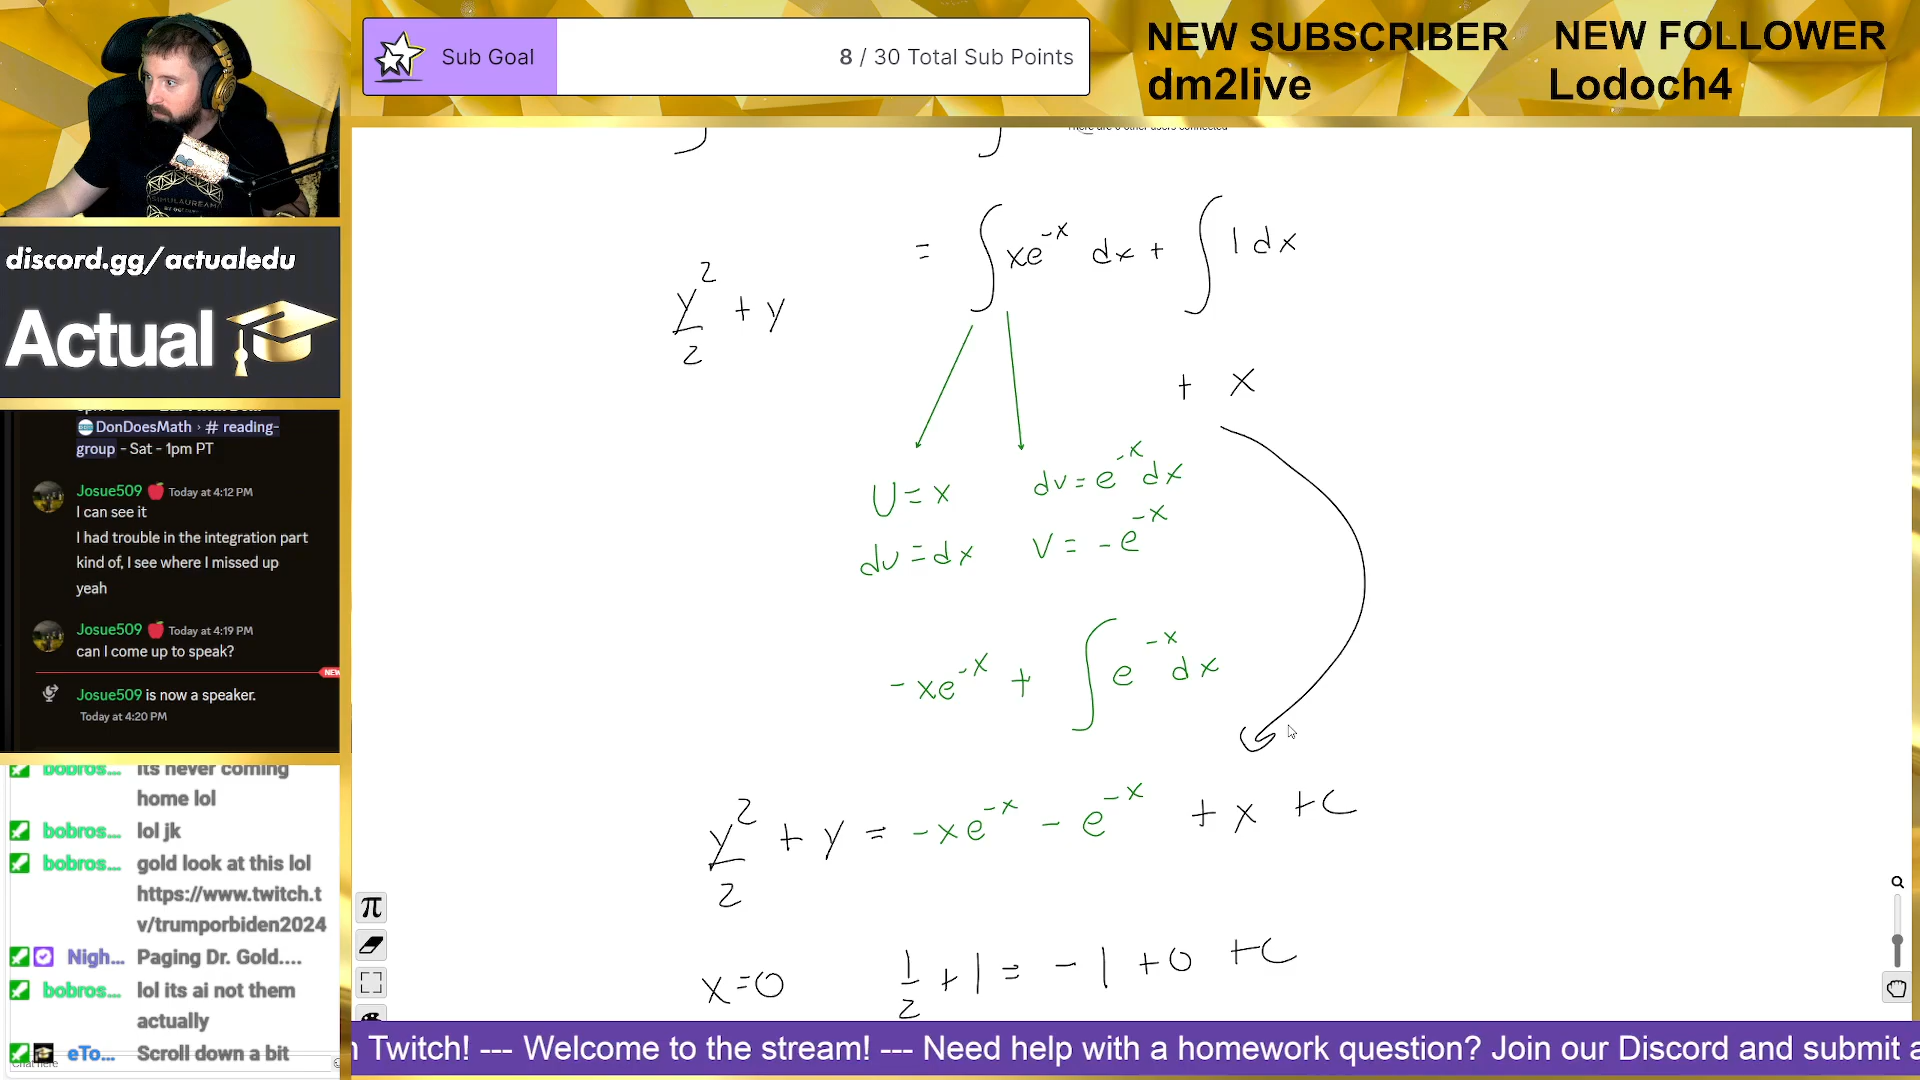 Sub Goal
8 / 30 Total Sub Points
NEW SUBSCRIBER
dm2live
NEW FOLLOWER
Lodoch4
discord.gg/actualedu
Actual
DonDoesMath › # reading-
group - Sat - 1pm PT
Josue509 Today at 4:12 PM
I can see it
I had trouble in the integration part
kind of, I see where I missed up
yeah
Josue509 Today at 4:19 PM
can I come up to speak?
NEW
Josue509 is now a speaker.
Today at 4:20 PM
bobros... its never coming
home lol
bobros... lol jk
bobros... gold look at this lol
https://www.twitch.t
v/trumporbiden2024
Nigh... Paging Dr. Gold....
bobros... lol its ai not them
actually
eTo... Scroll down a bit
Chat here
= ∫ xe^-x dx + ∫ 1 dx
y^2/2 + y
+ x
U = x dv = e^-x dx
du = dx v = -e^-x
-xe^-x + ∫ e^-x dx
y^2/2 + y = -xe^-x - e^-x + x + C
x=0 1/2 + 1 = -1 + 0 + C
π
Twitch! --- Welcome to the stream! --- Need help with a homework question? Join our Discord and submit